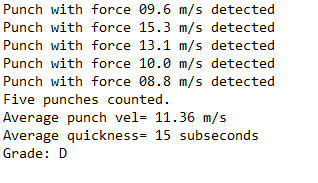 Punch with force 09.6 m/s detected
Punch with force 15.3 m/s detected
Punch with force 13.1 m/s detected
Punch with force 10.0 m/s detected
Punch with force 08.8 m/s detected
Five punches counted.
Average punch vel= 11.36 m/s
Average quickness= 15 subseconds
Grade: D